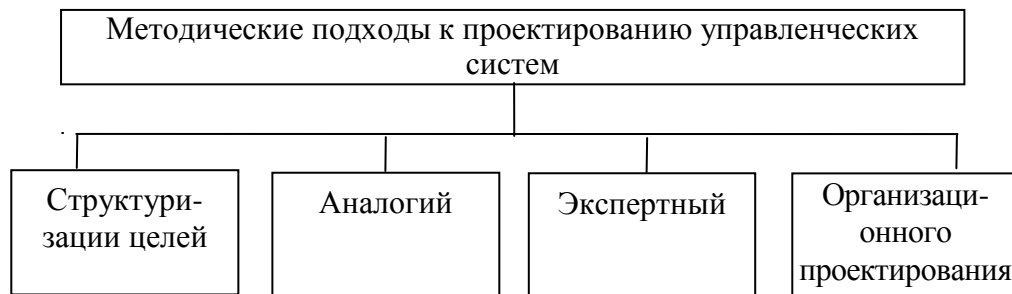 Методические подходы к проектированию управленческих
систем
Структури-
зации целей
Аналогий
Экспертный
Организаци-
онного
проектирования